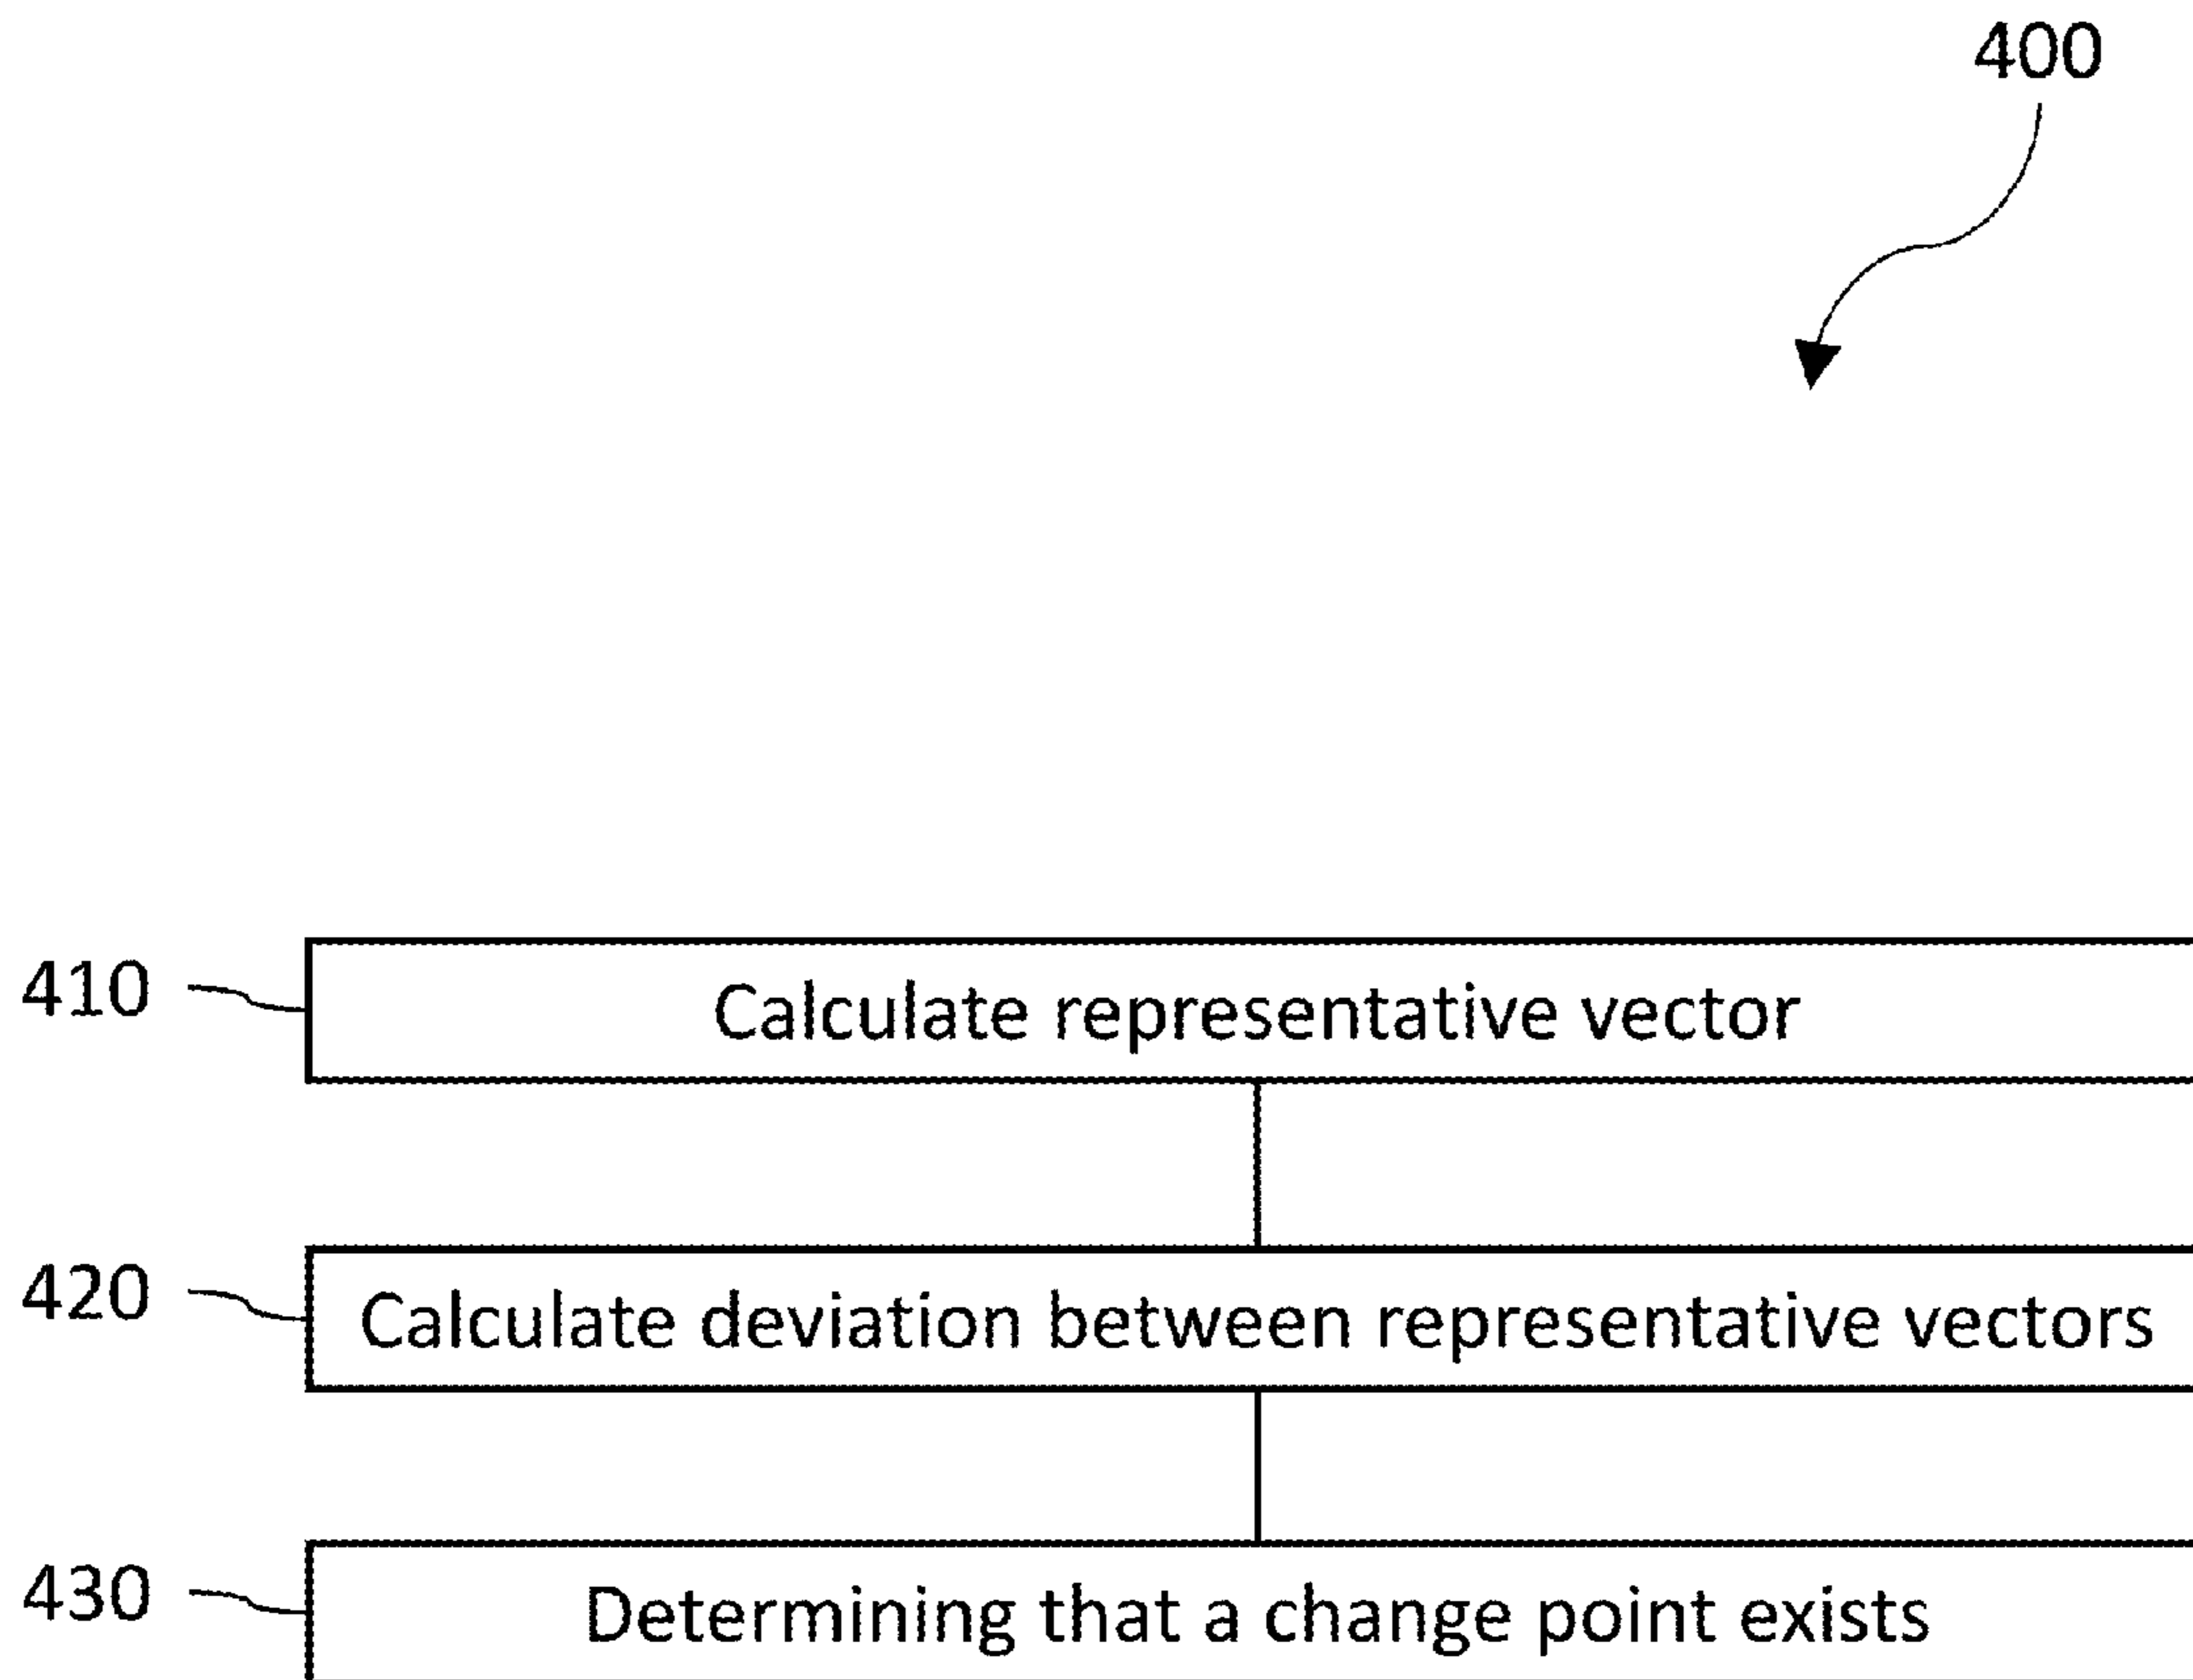 400
410 Calculate representative vector
420 Calculate deviation between representative vectors
430 Determining that a change point exists